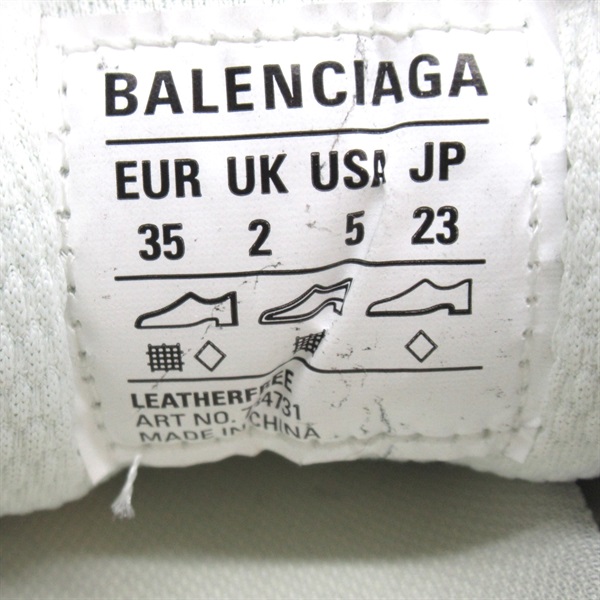 BALENCIAGA
EUR UK USA JP
35 2 5 23
LEATHERFREE
ART NO.
MADE IN CHINA